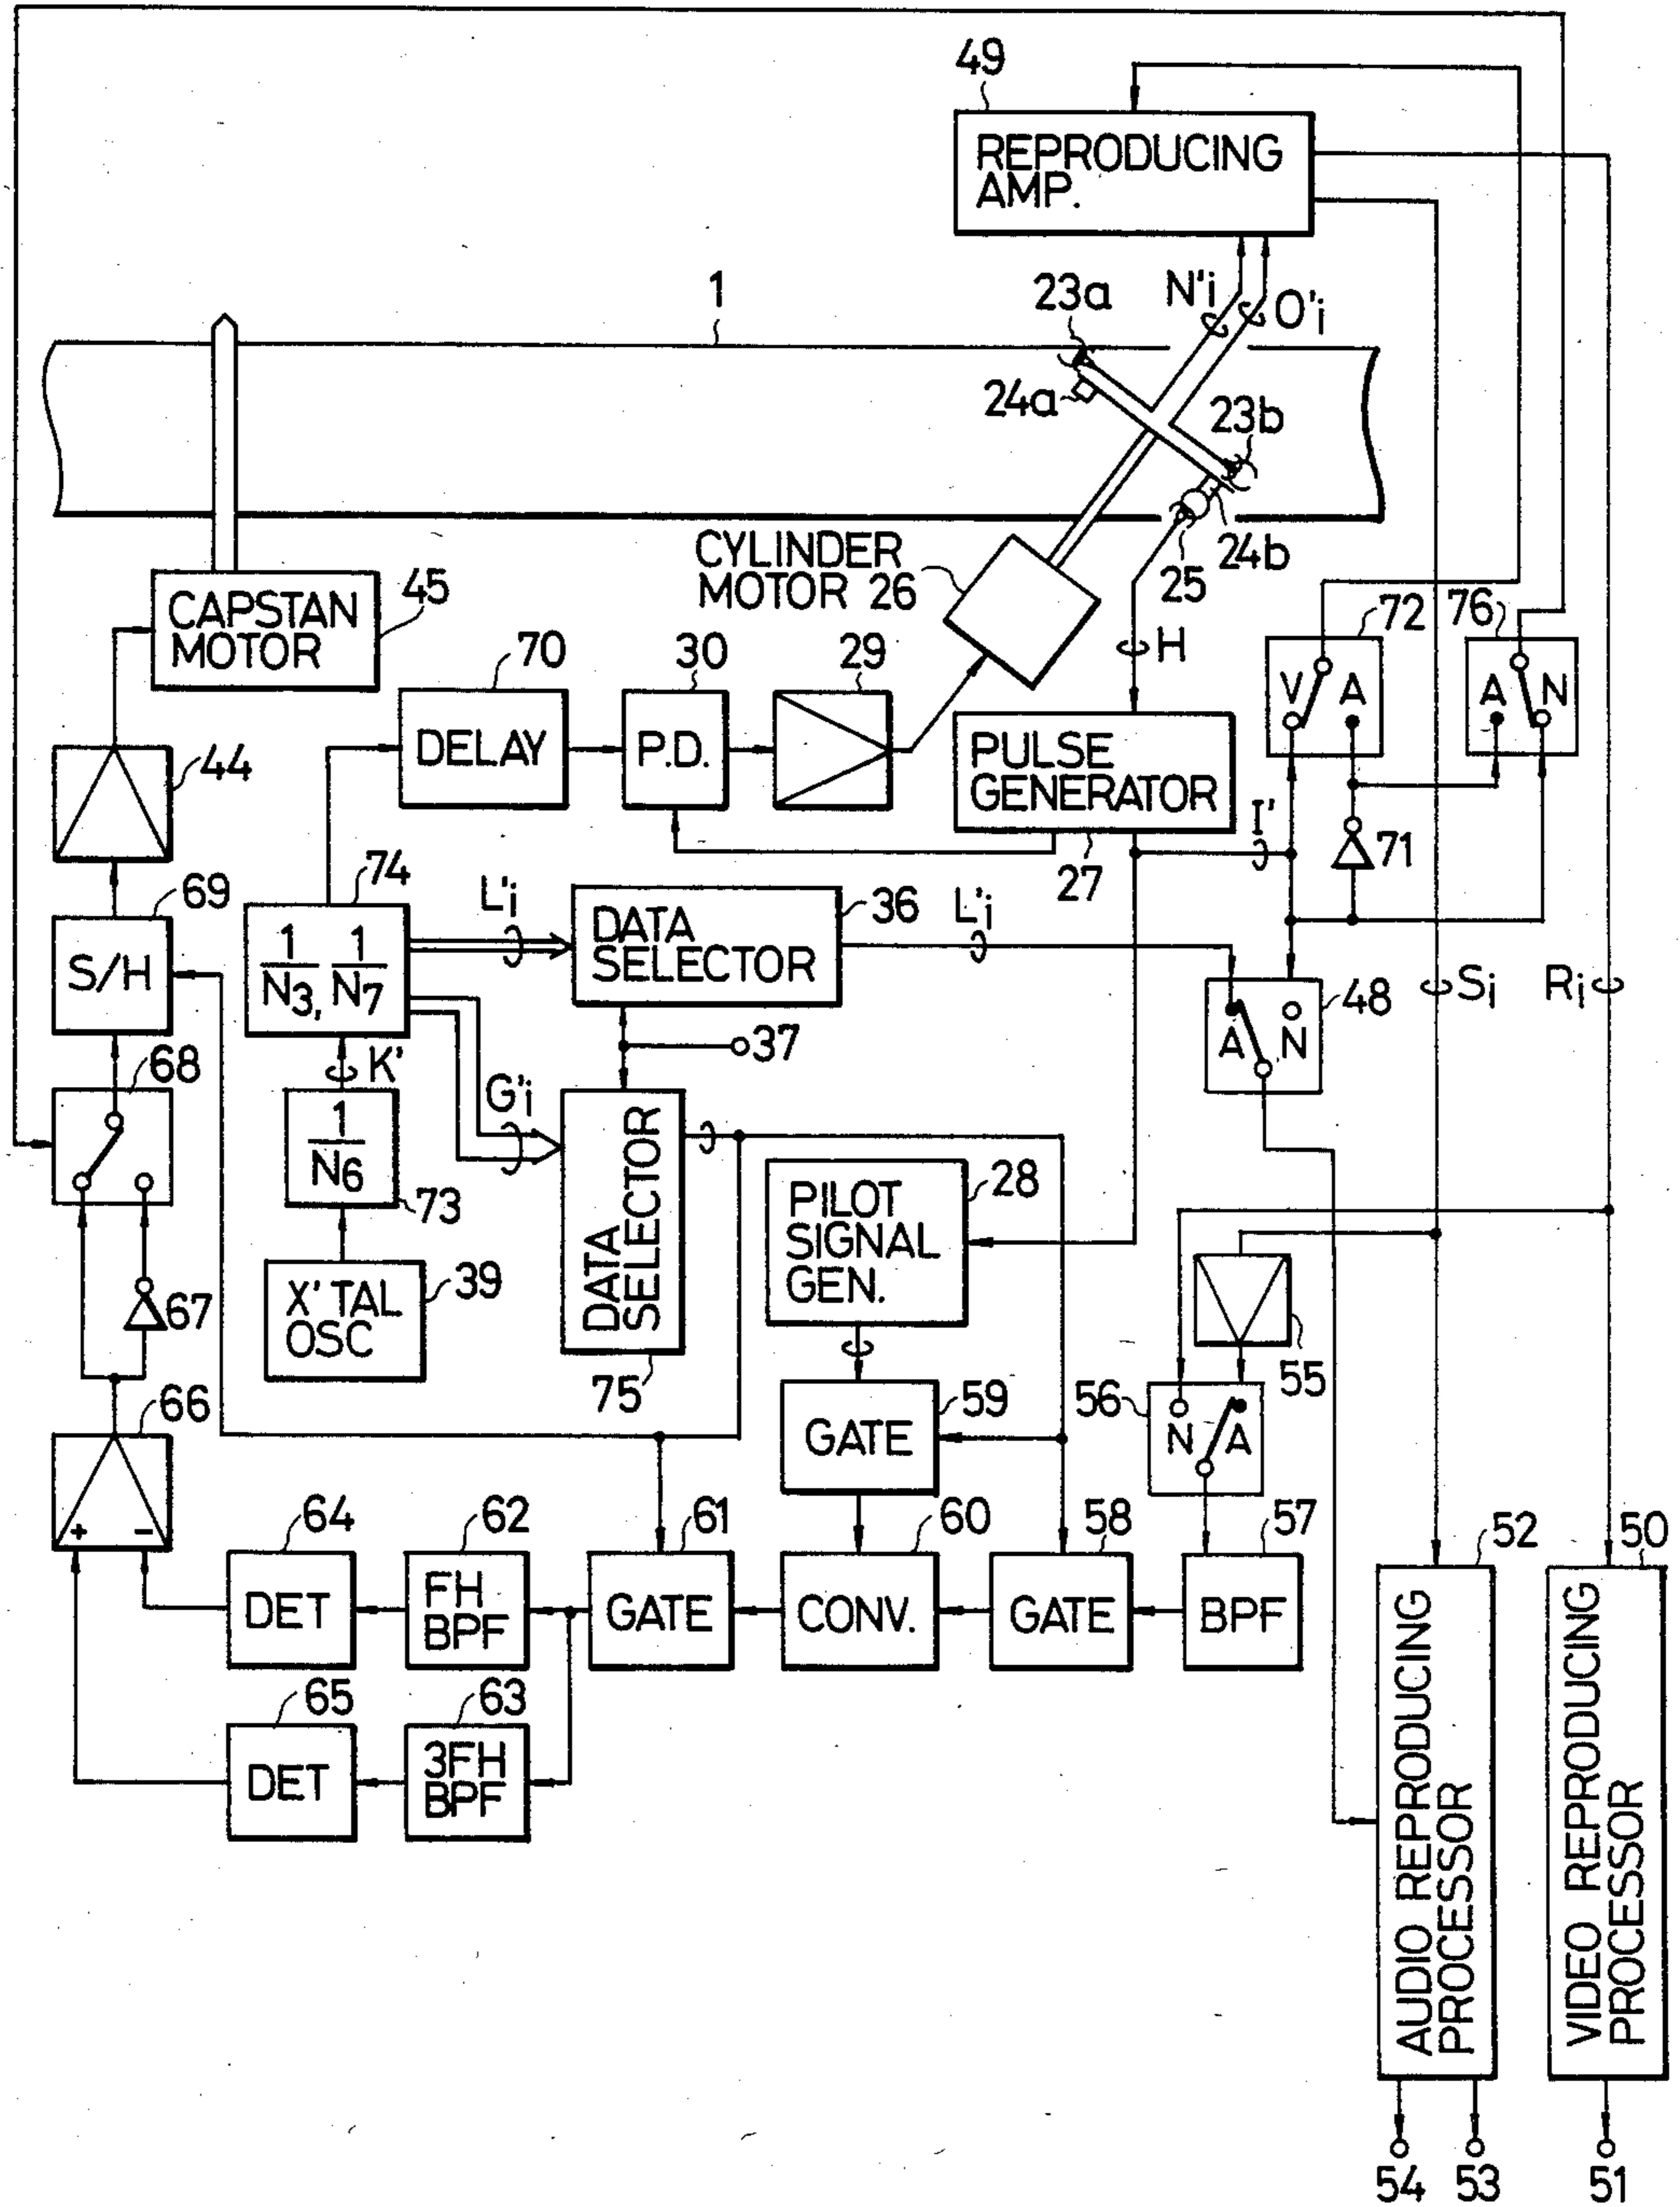 49
REPRODUCING
AMP.
1
23a
N'i
O'i
24a
23b
CYLINDER
MOTOR 26
25
24b
CAPSTAN
MOTOR
45
H
72
76
V A
A N
70
30
29
DELAY
P.D.
PULSE
GENERATOR
44
I'
71
27
74
L'i
36
69
DATA
SELECTOR
L'i
S/H
1
N3,
1
N7
48
Si
Ri
A N
37
68
K'
G'i
1
N6
73
DATA
SELECTOR
75
28
PILOT
SIGNAL
GEN.
67
X'TAL
OSC
39
55
56
N A
66
59
GATE
+ -
64
62
61
60
58
57
52
50
DET
FH
BPF
GATE
CONV.
GATE
BPF
65
63
DET
3FH
BPF
AUDIO REPRODUCING
PROCESSOR
VIDEO REPRODUCING
PROCESSOR
54
53
51